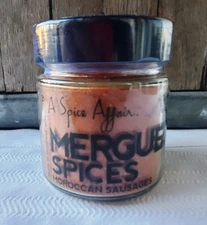 A Spice Affair.
MERGUE
SPICES
MOROCCAN SAUSAGES